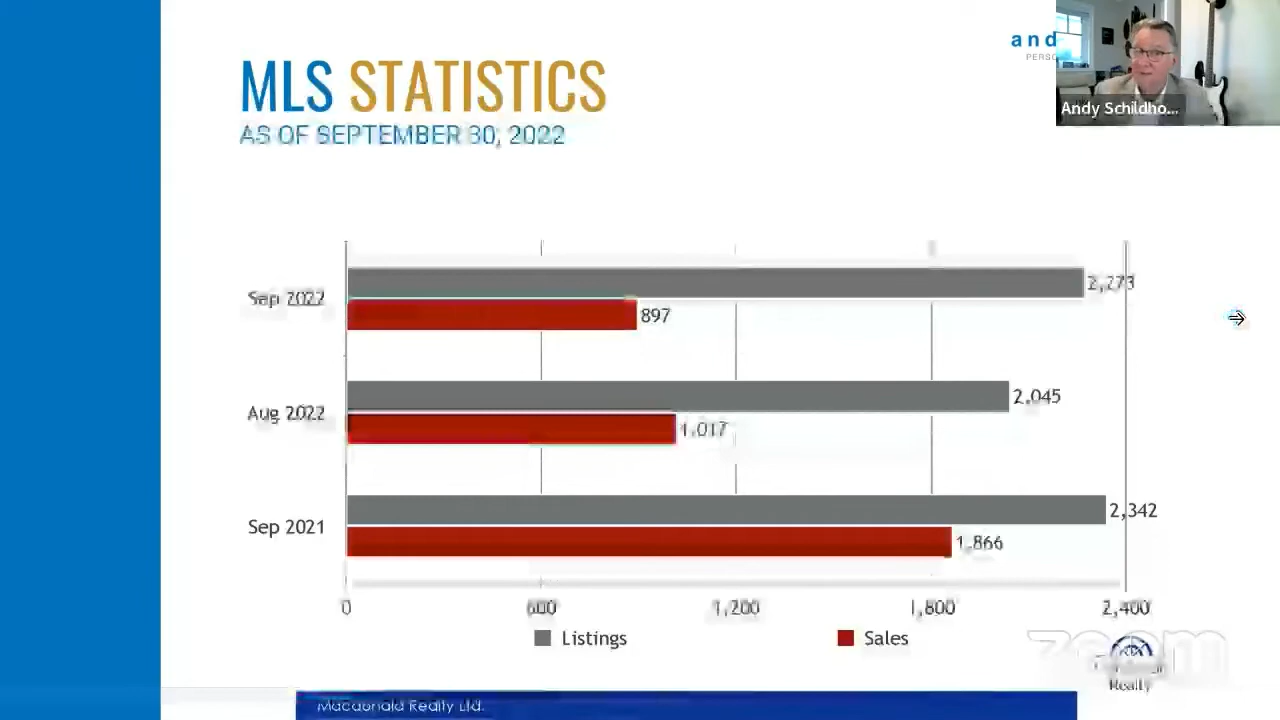 and
PERSO
Andy Schildho...
MLS STATISTICS
AS OF SEPTEMBER 30, 2022
Sep 2022
2,273
897
Aug 2022
2,045
1,017
Sep 2021
2,342
1,866
0 600 1,200 1,800 2,400
Listings Sales
zoom
Realty
Macdonald Realty Ltd.